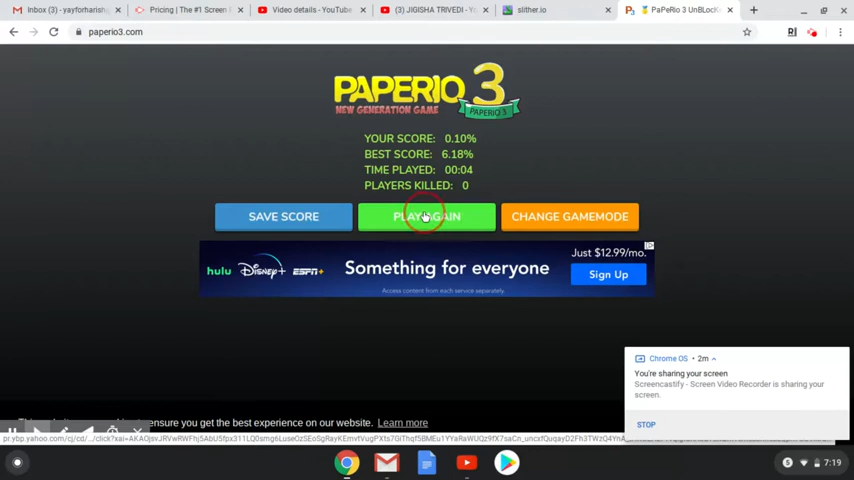 Inbox (3) - yayforharish
Pricing | The #1 Screen
Video details - YouTube
(3) JIGISHA TRIVEDI - Yo
slither.io
PaPeRio 3 UnBLocK
paperio3.com
PAPERIO 3
NEW GENERATION GAME
PAPERIO 3
YOUR SCORE: 0.10%
BEST SCORE: 6.18%
TIME PLAYED: 00:04
PLAYERS KILLED: 0
SAVE SCORE
PLAY AGAIN
CHANGE GAMEMODE
hulu Disney+ ESPN+
Something for everyone
Access content from each service separately.
Just $12.99/mo.
Sign Up
Chrome OS • 2m
You're sharing your screen
Screencastify - Screen Video Recorder is sharing your
screen.
STOP
ensure you get the best experience on our website. Learn more
S
7:19